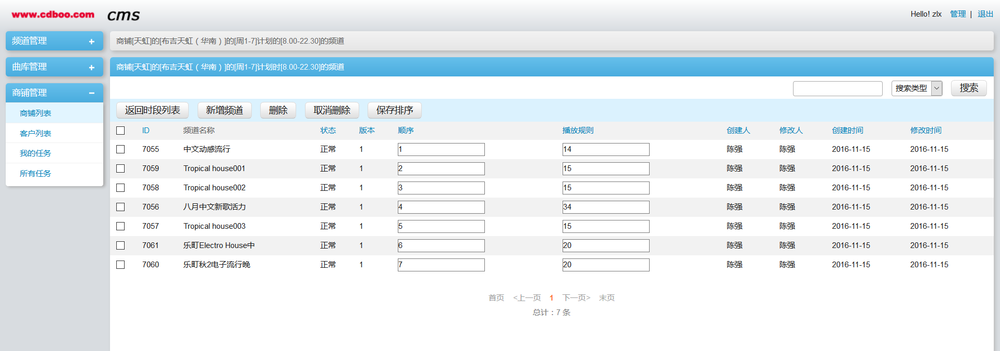 www.cdboo.com cms
Hello! zlx 管理 | 退出
频道管理 +
曲库管理 +
商铺管理 −
商铺列表
客户列表
我的任务
所有任务
商铺[天虹]的[布吉天虹（华南）]的[周1-7]计划的[8.00-22.30]的频道
商铺[天虹]的[布吉天虹（华南）]的[周1-7]计划时[8.00-22.30]的频道
搜索类型 搜索
返回时段列表 新增频道 删除 取消删除 保存排序
ID 频道名称 状态 版本 顺序 播放规则 创建人 修改人 创建时间 修改时间
7055 中文动感流行 正常 1 1 14 陈强 陈强 2016-11-15 2016-11-15
7059 Tropical house001 正常 1 2 15 陈强 陈强 2016-11-15 2016-11-15
7058 Tropical house002 正常 1 3 15 陈强 陈强 2016-11-15 2016-11-15
7056 八月中文新歌活力 正常 1 4 34 陈强 陈强 2016-11-15 2016-11-15
7057 Tropical house003 正常 1 5 15 陈强 陈强 2016-11-15 2016-11-15
7061 乐町Electro House中 正常 1 6 20 陈强 陈强 2016-11-15 2016-11-15
7060 乐町秋2电子流行晚 正常 1 7 20 陈强 陈强 2016-11-15 2016-11-15
首页 <上一页 1 下一页> 末页
总计：7 条